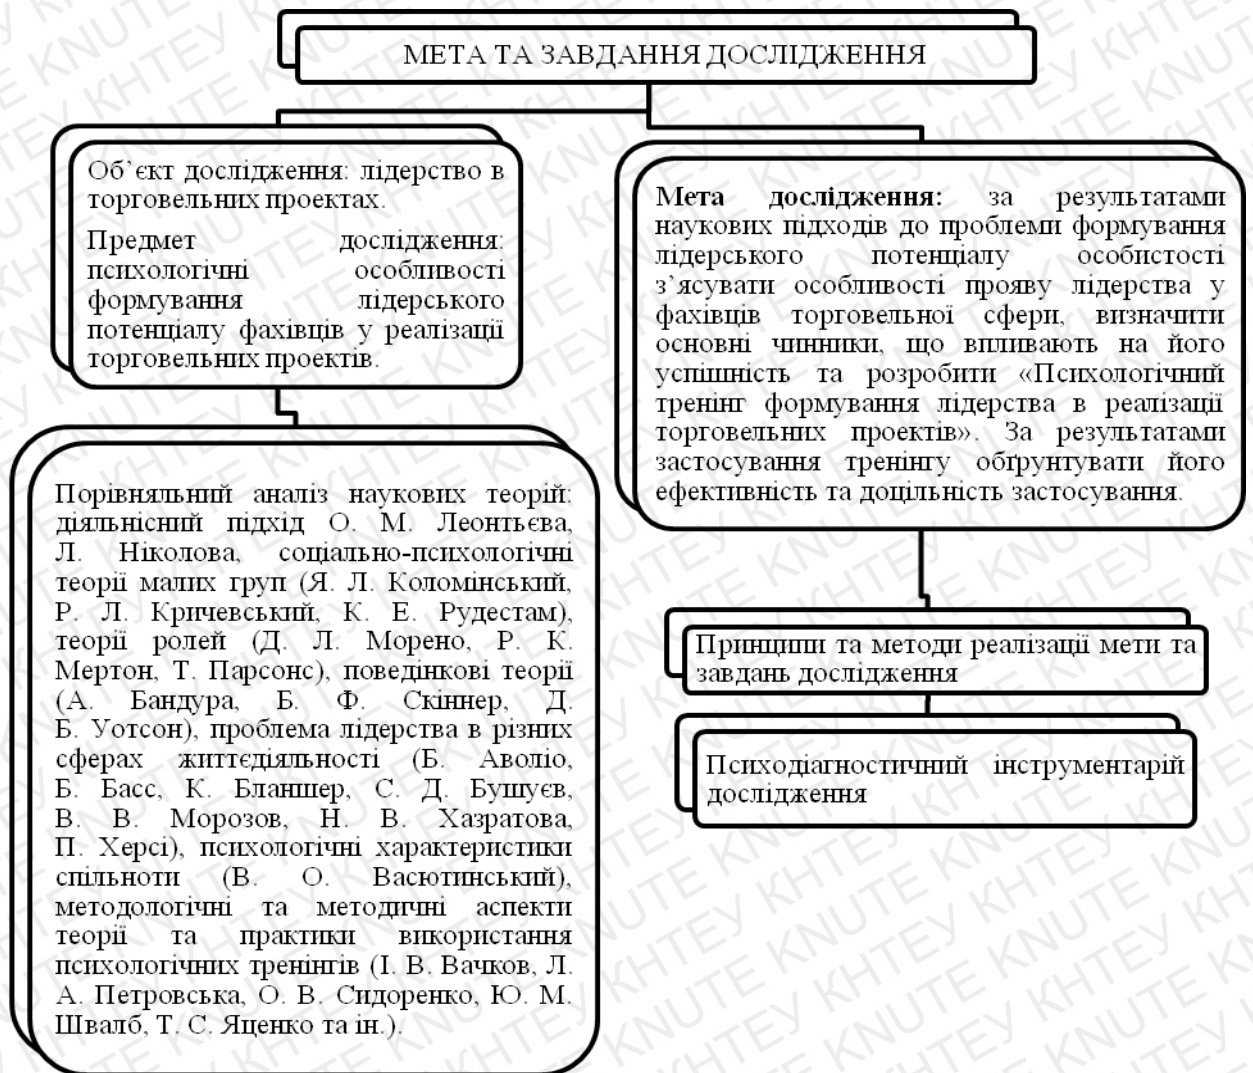 МЕТА ТА ЗАВДАННЯ ДОСЛІДЖЕННЯ
Об’єкт дослідження: лідерство в
торговельних проектах.
Предмет дослідження:
психологічні особливості
формування лідерського
потенціалу фахівців у реалізації
торговельних проектів.
Порівняльний аналіз наукових теорій:
діяльнісний підхід О. М. Леонтьєва,
Л. Ніколова, соціально-психологічні
теорії малих груп (Я. Л. Коломінський,
Р. Л. Кричевський, К. Е. Рудестам),
теорії ролей (Д. Л. Морено, Р. К.
Мертон, Т. Парсонс), поведінкові теорії
(А. Бандура, Б. Ф. Скіннер, Д.
Б. Уотсон), проблема лідерства в різних
сферах життєдіяльності (Б. Аволіо,
Б. Басс, К. Бланшер, С. Д. Бушуєв,
В. В. Морозов, Н. В. Хазратова,
П. Херсі), психологічні характеристики
спільноти (В. О. Васютинський),
методологічні та методичні аспекти
теорії та практики використання
психологічних тренінгів (І. В. Вачков, Л.
А. Петровська, О. В. Сидоренко, Ю. М.
Швалб, Т. С. Яценко та ін.).
Мета дослідження: за результатами
наукових підходів до проблеми формування
лідерського потенціалу особистості
з’ясувати особливості прояву лідерства у
фахівців торговельної сфери, визначити
основні чинники, що впливають на його
успішність та розробити «Психологічний
тренінг формування лідерства в реалізації
торговельних проектів». За результатами
застосування тренінгу обґрунтувати його
ефективність та доцільність застосування.
Принципи та методи реалізації мети та
завдань дослідження
Психодіагностичний інструментарій
дослідження